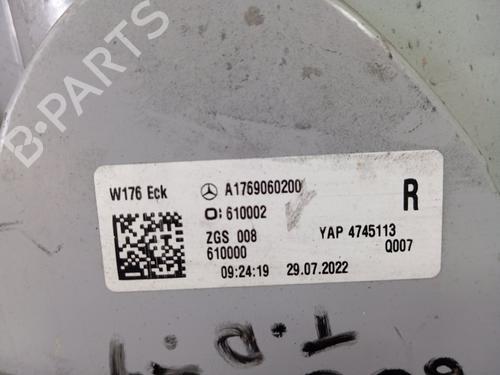 B-PARTS
W176 Eck A1769060200 R
610002
ZGS 008 YAP 4745113
610000 Q007
09:24:19 29.07.2022